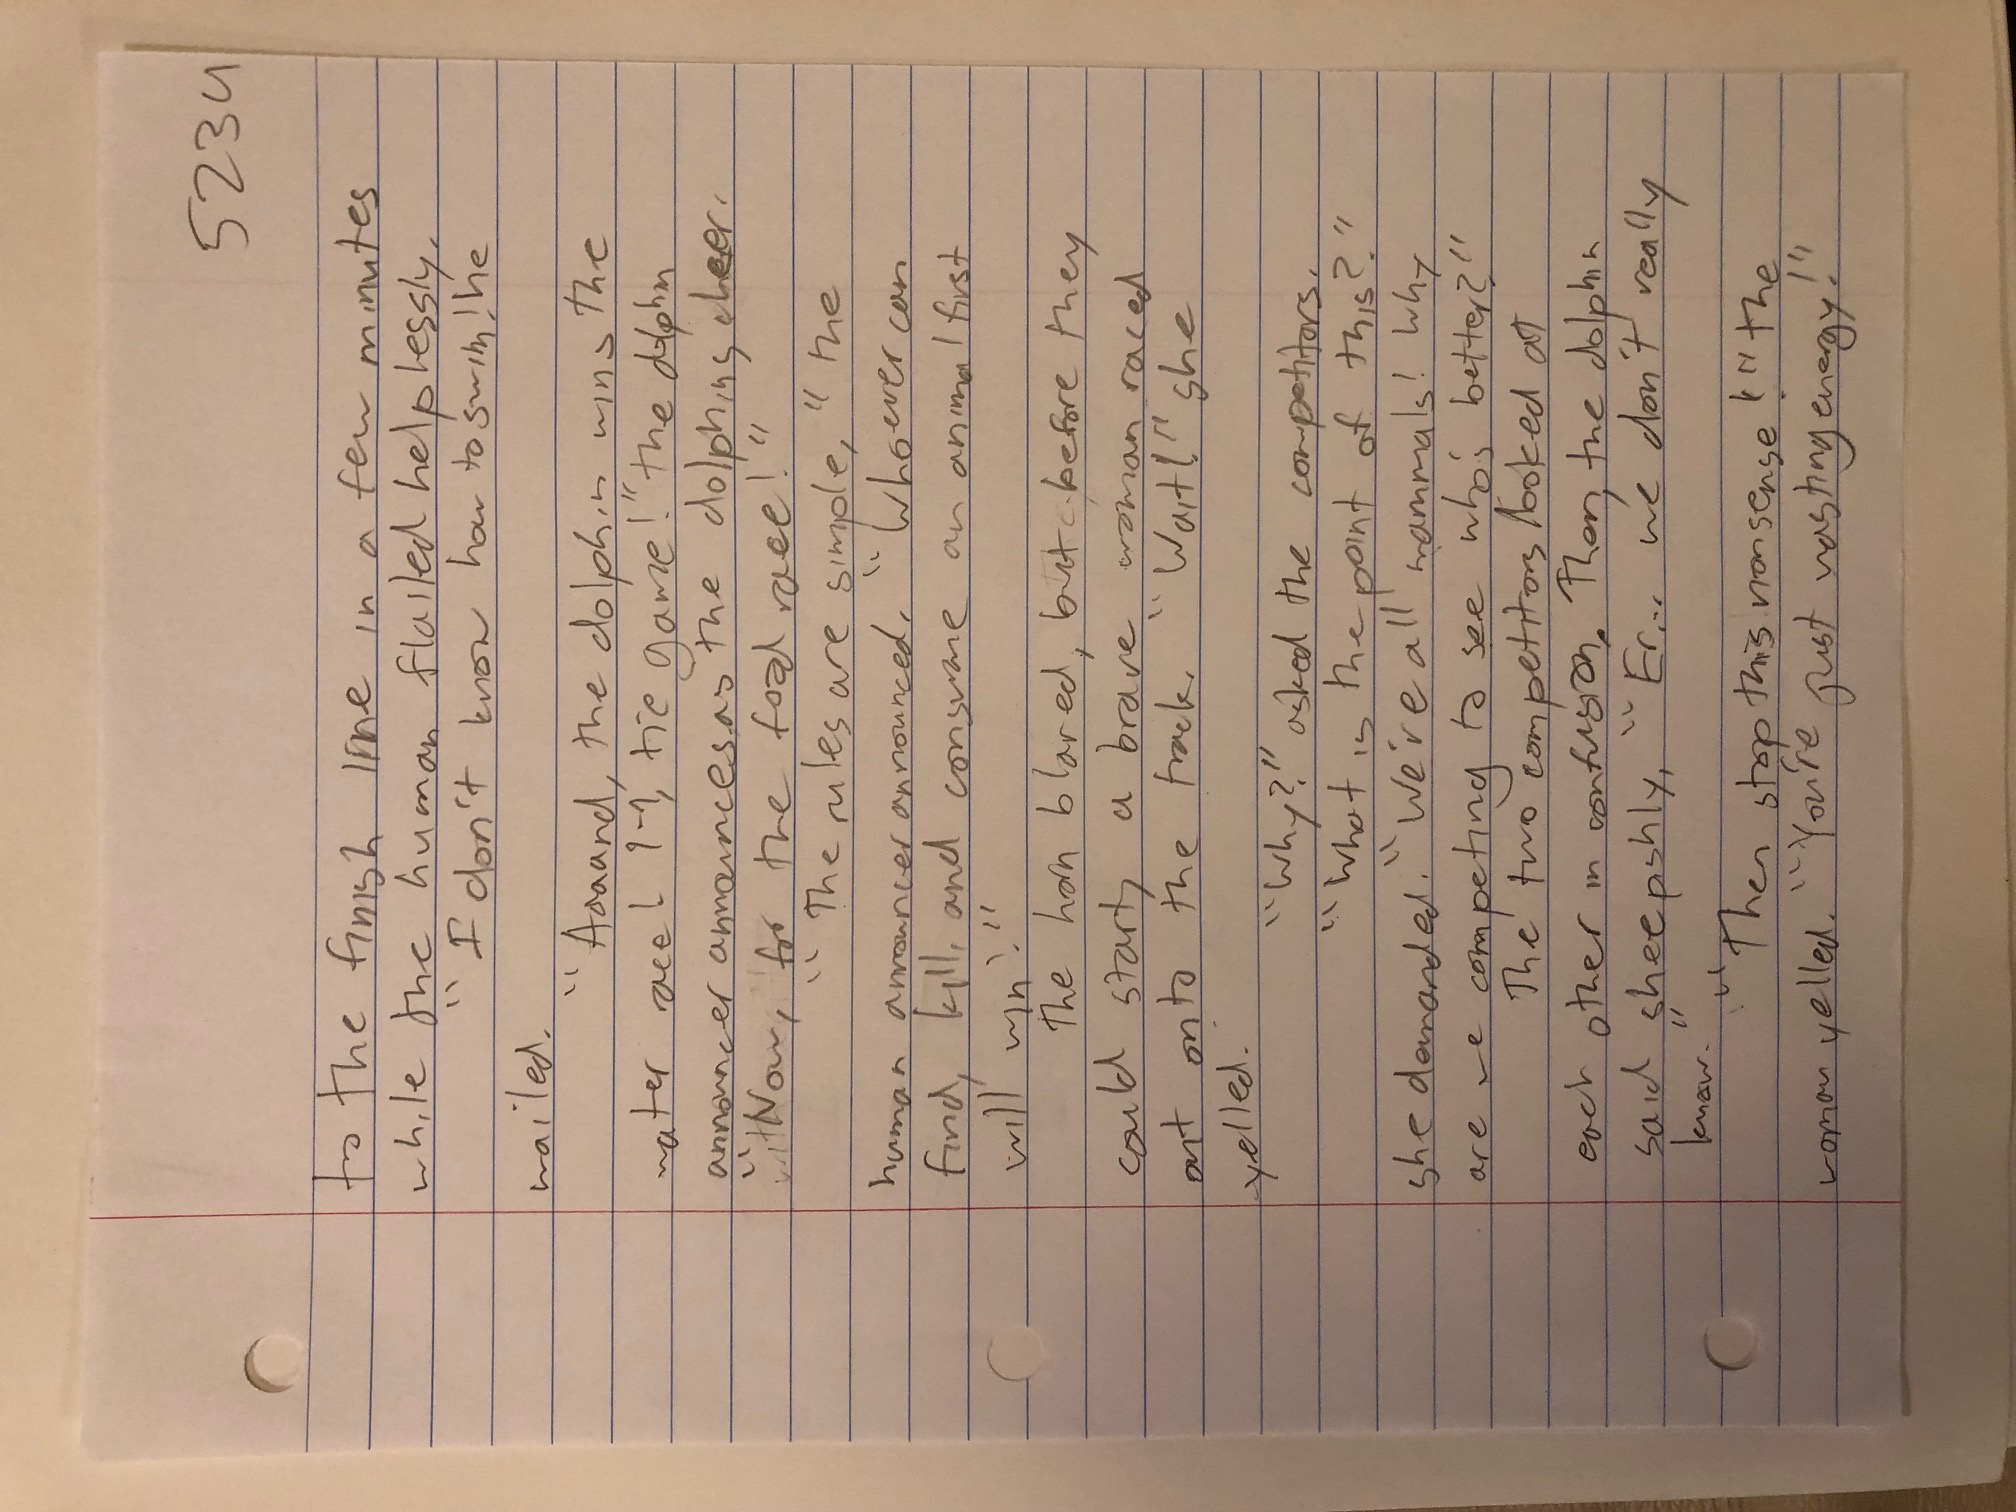 5234
to the finish line in a few minutes
while the human flailed helplessly.
"I don't know how to swim! he
wailed.
"Aaaand, the dolphin wins the
water race! 1-1, tie game!" the dolphin
announcer announces as the dolphins cheer.
"Now, for the food race!"
"The rules are simple," the
human announcer announced. "Whoever can
find, kill, and consume an animal first
will win!"
The horn blared, but before they
could start, a brave woman raced
out onto the track. "Wait!" she
yelled.
"Why?" asked the competitors.
"What is the point of this?"
she demanded. "We're all mammals! Why
are we competing to see who's better?"
The two competitors looked at
each other in confusion. Then, the dolphin
said sheepishly, "Er... we don't really
know."
"Then stop this nonsense!" the
woman yelled. "You're just wasting energy!"